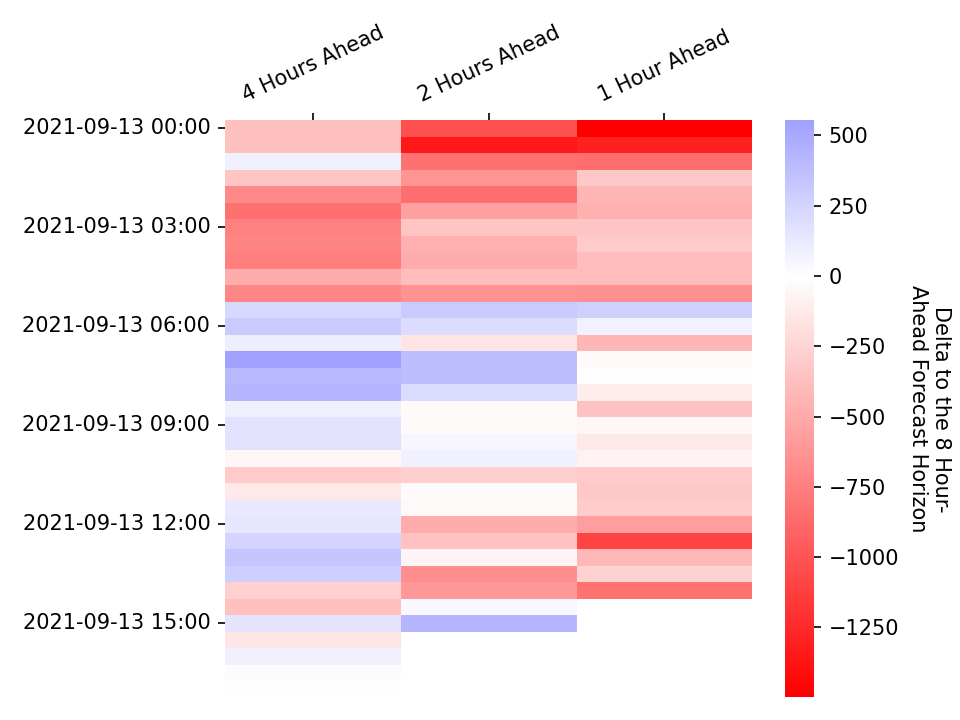 4 Hours Ahead
2 Hours Ahead
1 Hour Ahead
2021-09-13 00:00
2021-09-13 03:00
2021-09-13 06:00
2021-09-13 09:00
2021-09-13 12:00
2021-09-13 15:00
500
250
0
−250
−500
−750
−1000
−1250
Delta to the 8 Hour-
Ahead Forecast Horizon